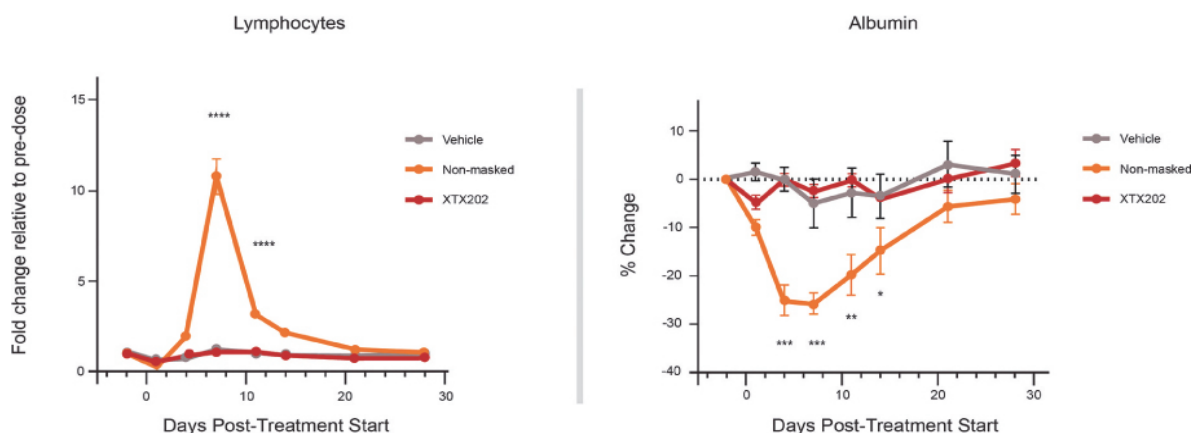 Lymphocytes
Fold change relative to pre-dose
15
10
5
0
****
****
Vehicle
Non-masked
XTX202
0
10
20
30
Days Post-Treatment Start
Albumin
% Change
10
0
-10
-20
-30
-40
***
***
**
*
Vehicle
Non-masked
XTX202
0
10
20
30
Days Post-Treatment Start